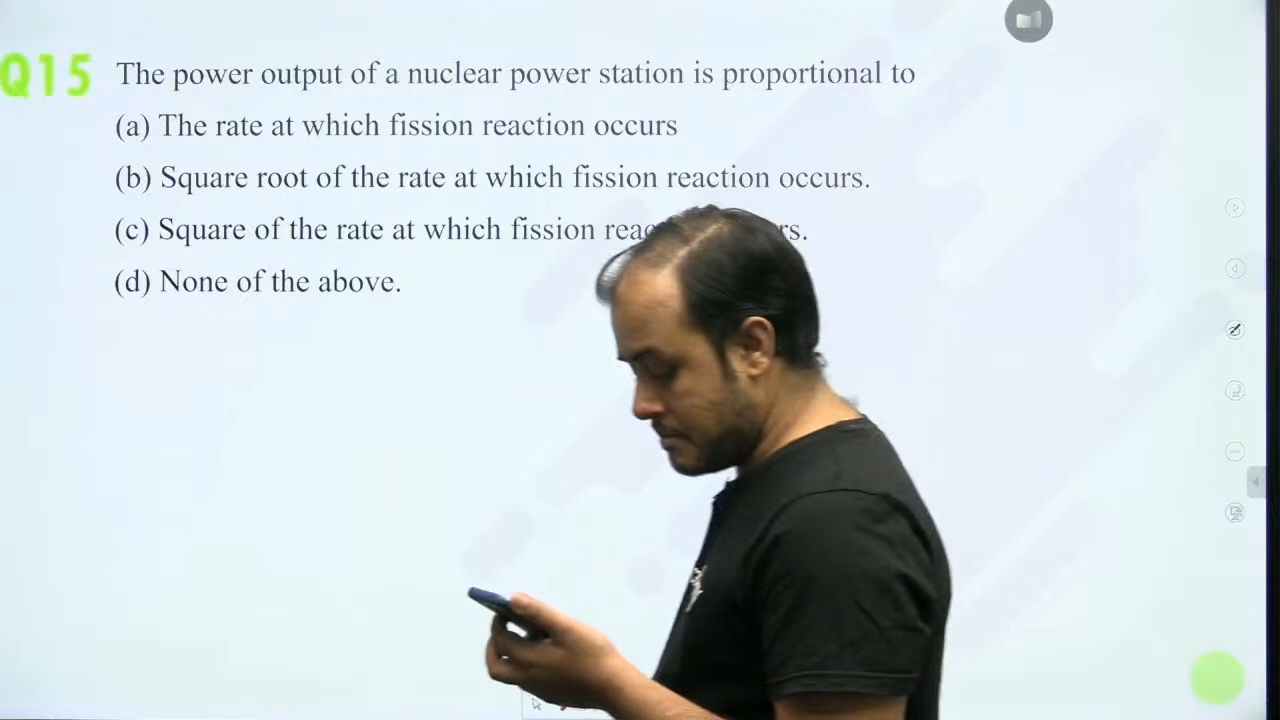 Q15 The power output of a nuclear power station is proportional to
(a) The rate at which fission reaction occurs
(b) Square root of the rate at which fission reaction occurs.
(c) Square of the rate at which fission reac rs.
(d) None of the above.